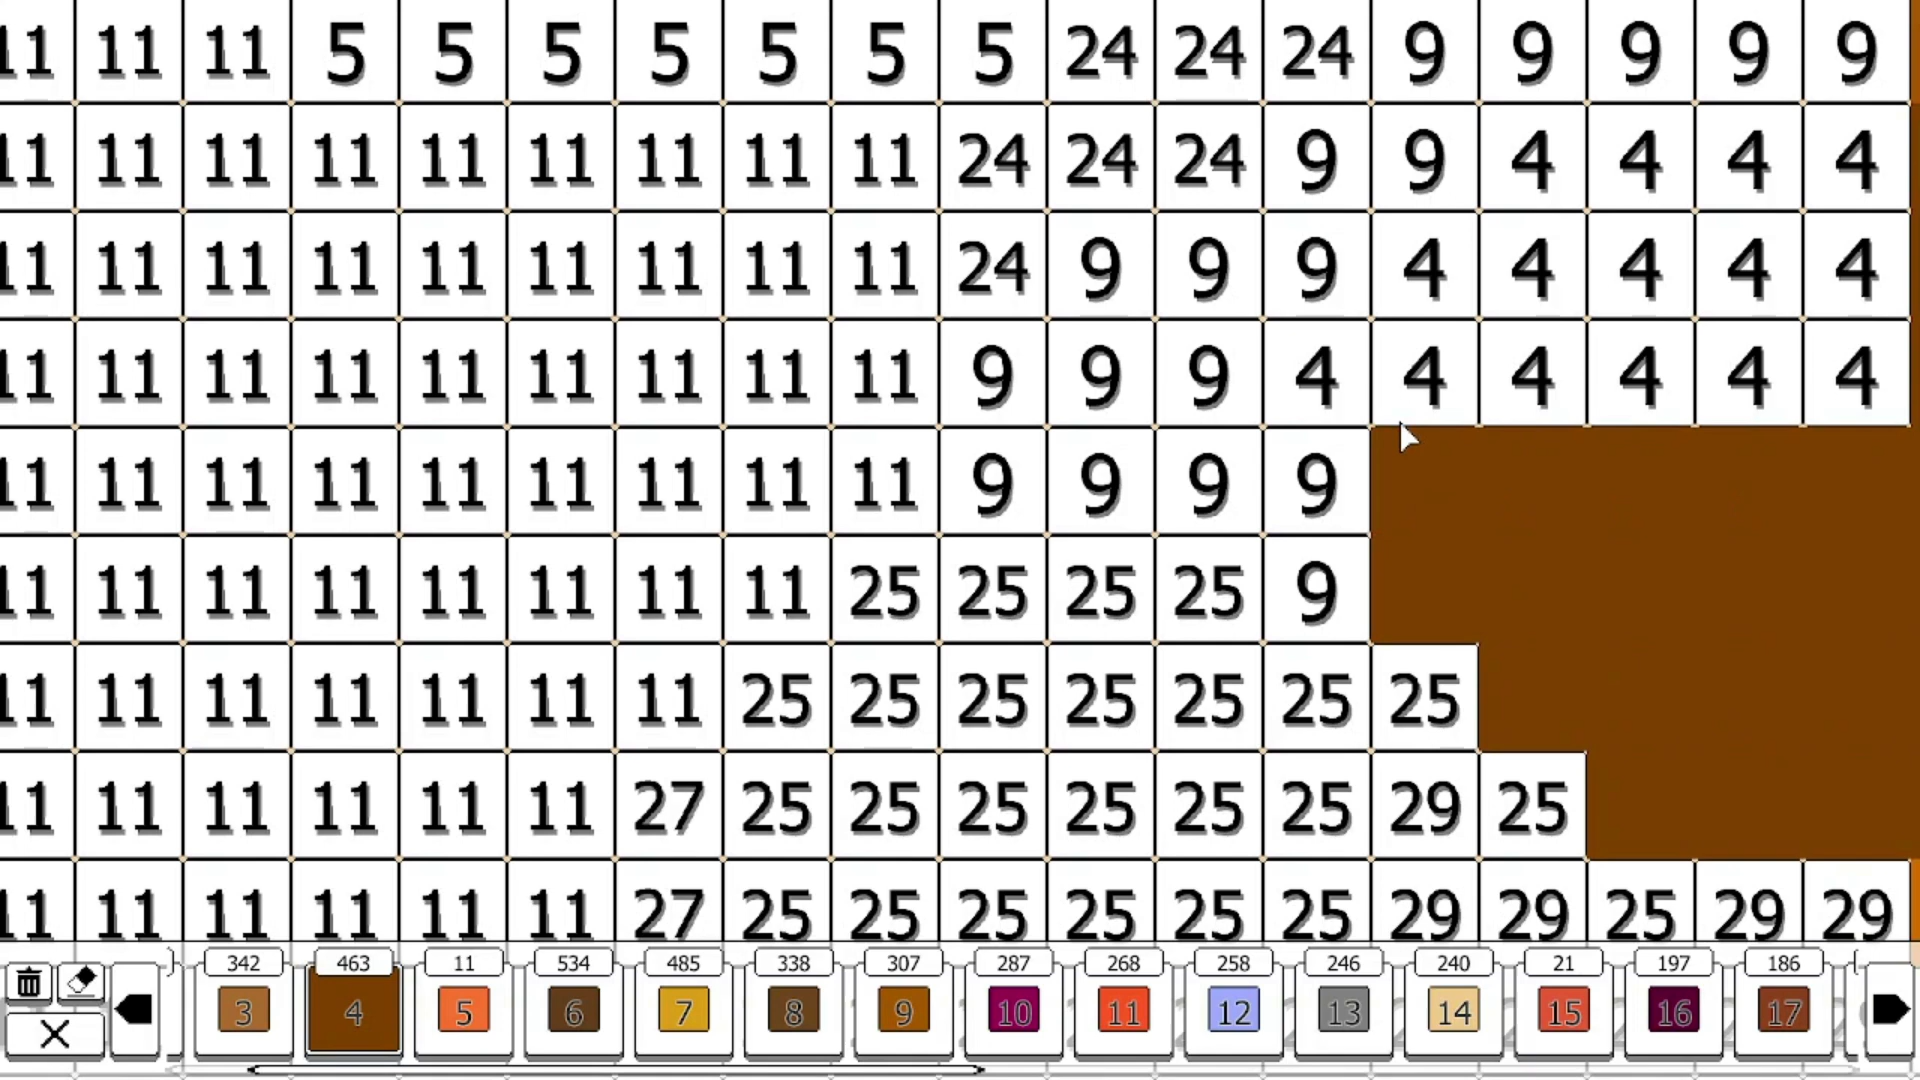 11 11 11 5 5 5 5 5 5 5 24 24 24 9 9 9 9 9
11 11 11 11 11 11 11 11 11 24 24 24 9 9 4 4 4 4
11 11 11 11 11 11 11 11 11 24 9 9 9 4 4 4 4 4
11 11 11 11 11 11 11 11 11 9 9 9 4 4 4 4 4 4
11 11 11 11 11 11 11 11 11 9 9 9 9
11 11 11 11 11 11 11 11 25 25 25 25 9
11 11 11 11 11 11 11 25 25 25 25 25 25 25
11 11 11 11 11 11 27 25 25 25 25 25 25 29 25
11 11 11 11 11 11 27 25 25 25 25 25 25 29 29 25 29 29
342 463 11 534 485 338 307 287 268 258 246 240 21 197 186
3 4 5 6 7 8 9 10 11 12 13 14 15 16 17